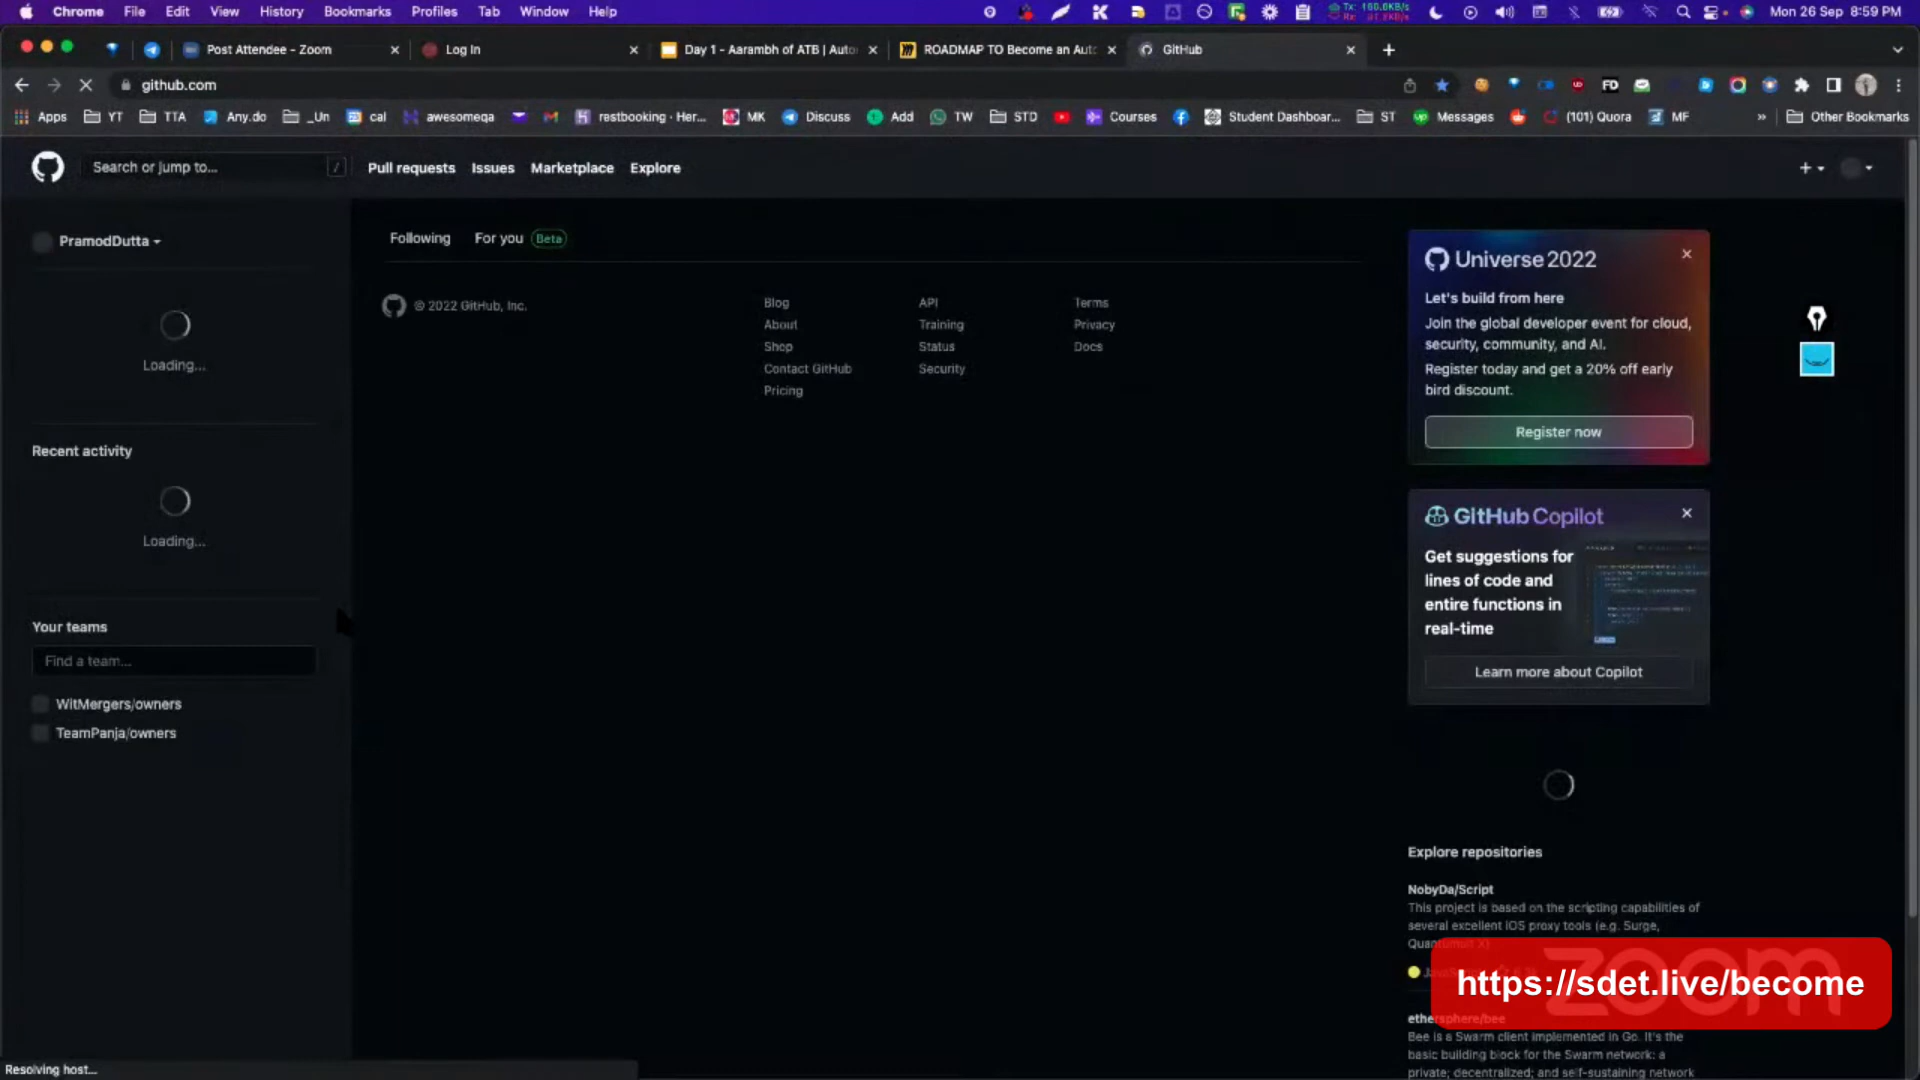 Chrome File Edit View History Bookmarks Profiles Tab Window Help
Mon 26 Sep 8:59 PM
Post Attendee - Zoom
Log In
Day 1 - Aarambh of ATB | Auto
ROADMAP TO Become an Auto
GitHub
github.com
Apps YT TTA Any.do _Un cal awesomeqa restbooking · Her... MK Discuss Add TW STD Courses Student Dashboar... ST Messages (101) Quora MF » Other Bookmarks
Search or jump to... /
Pull requests Issues Marketplace Explore
PramodDutta
Loading...
Recent activity
Loading...
Your teams
Find a team...
WitMergers/owners
TeamPanja/owners
Following For you Beta
© 2022 GitHub, Inc.
Blog
About
Shop
Contact GitHub
Pricing
API
Training
Status
Security
Terms
Privacy
Docs
Universe 2022
Let's build from here
Join the global developer event for cloud,
security, community, and AI.
Register today and get a 20% off early
bird discount.
Register now
GitHub Copilot
Get suggestions for
lines of code and
entire functions in
real-time
Learn more about Copilot
Explore repositories
NobyDa/Script
This project is based on the scripting capabilities of
several excellent iOS proxy tools (e.g. Surge,
Quantumult X)
zoom
https://sdet.live/become
ethersphere/bee
Bee is a Swarm client implemented in Go. It's the
basic building block for the Swarm network: a
private; decentralized; and self-sustaining network
Resolving host...